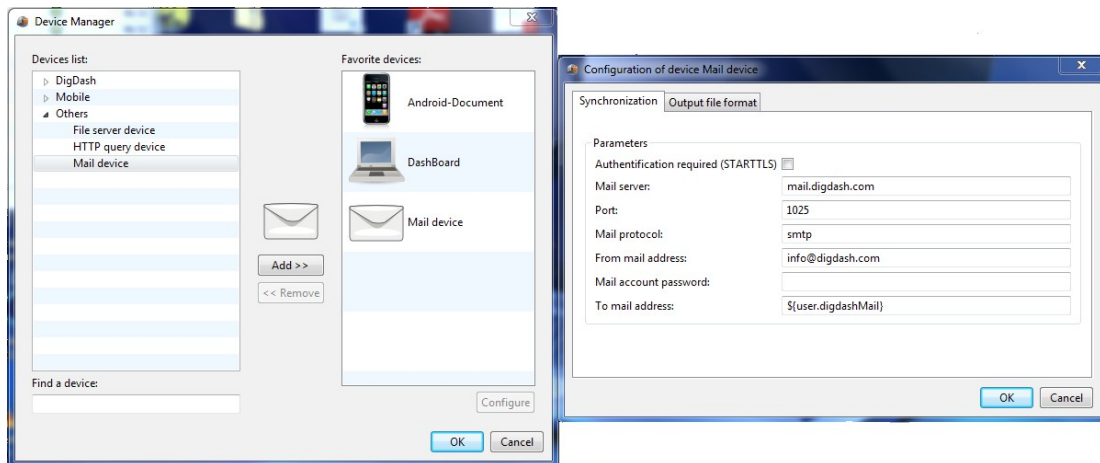 Device Manager
Devices list:
DigDash
Mobile
Others
File server device
HTTP query device
Mail device
Find a device:
Add >>
<< Remove
Favorite devices:
Android-Document
DashBoard
Mail device
Configure
OK
Cancel
Configuration of device Mail device
Synchronization
Output file format
Parameters
Authentification required (STARTTLS)
Mail server: mail.digdash.com
Port: 1025
Mail protocol: smtp
From mail address: info@digdash.com
Mail account password:
To mail address: ${user.digdashMail}
OK
Cancel